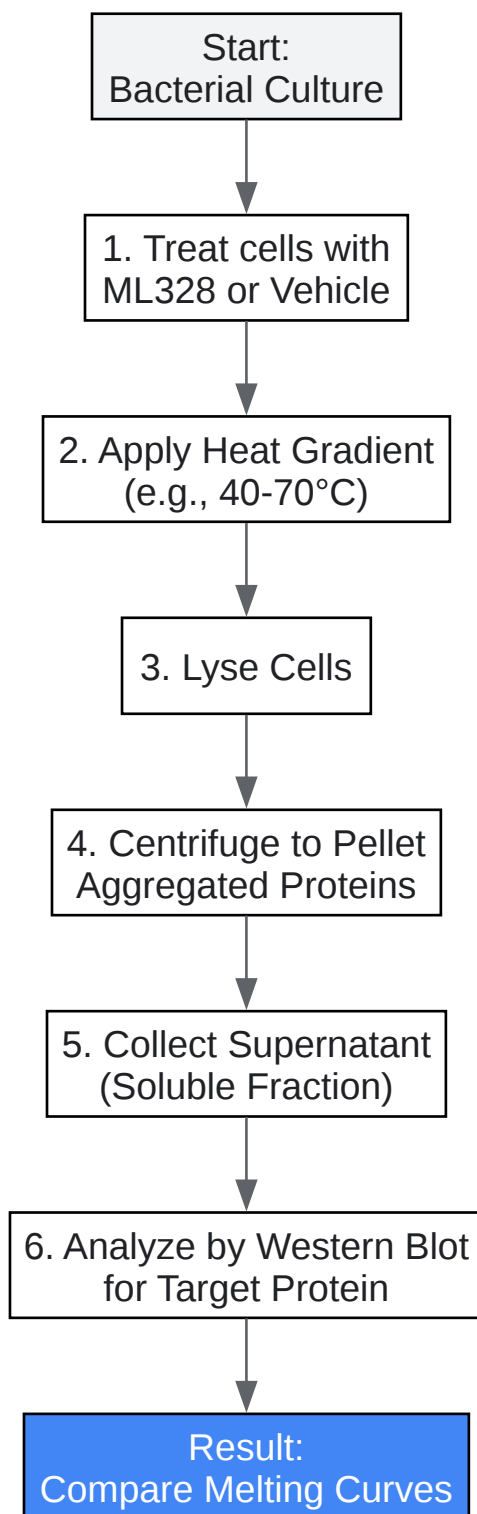 Start:
Bacterial Culture
1. Treat cells with
ML328 or Vehicle
2. Apply Heat Gradient
(e.g., 40-70°C)
3. Lyse Cells
4. Centrifuge to Pellet
Aggregated Proteins
5. Collect Supernatant
(Soluble Fraction)
6. Analyze by Western Blot
for Target Protein
Result:
Compare Melting Curves